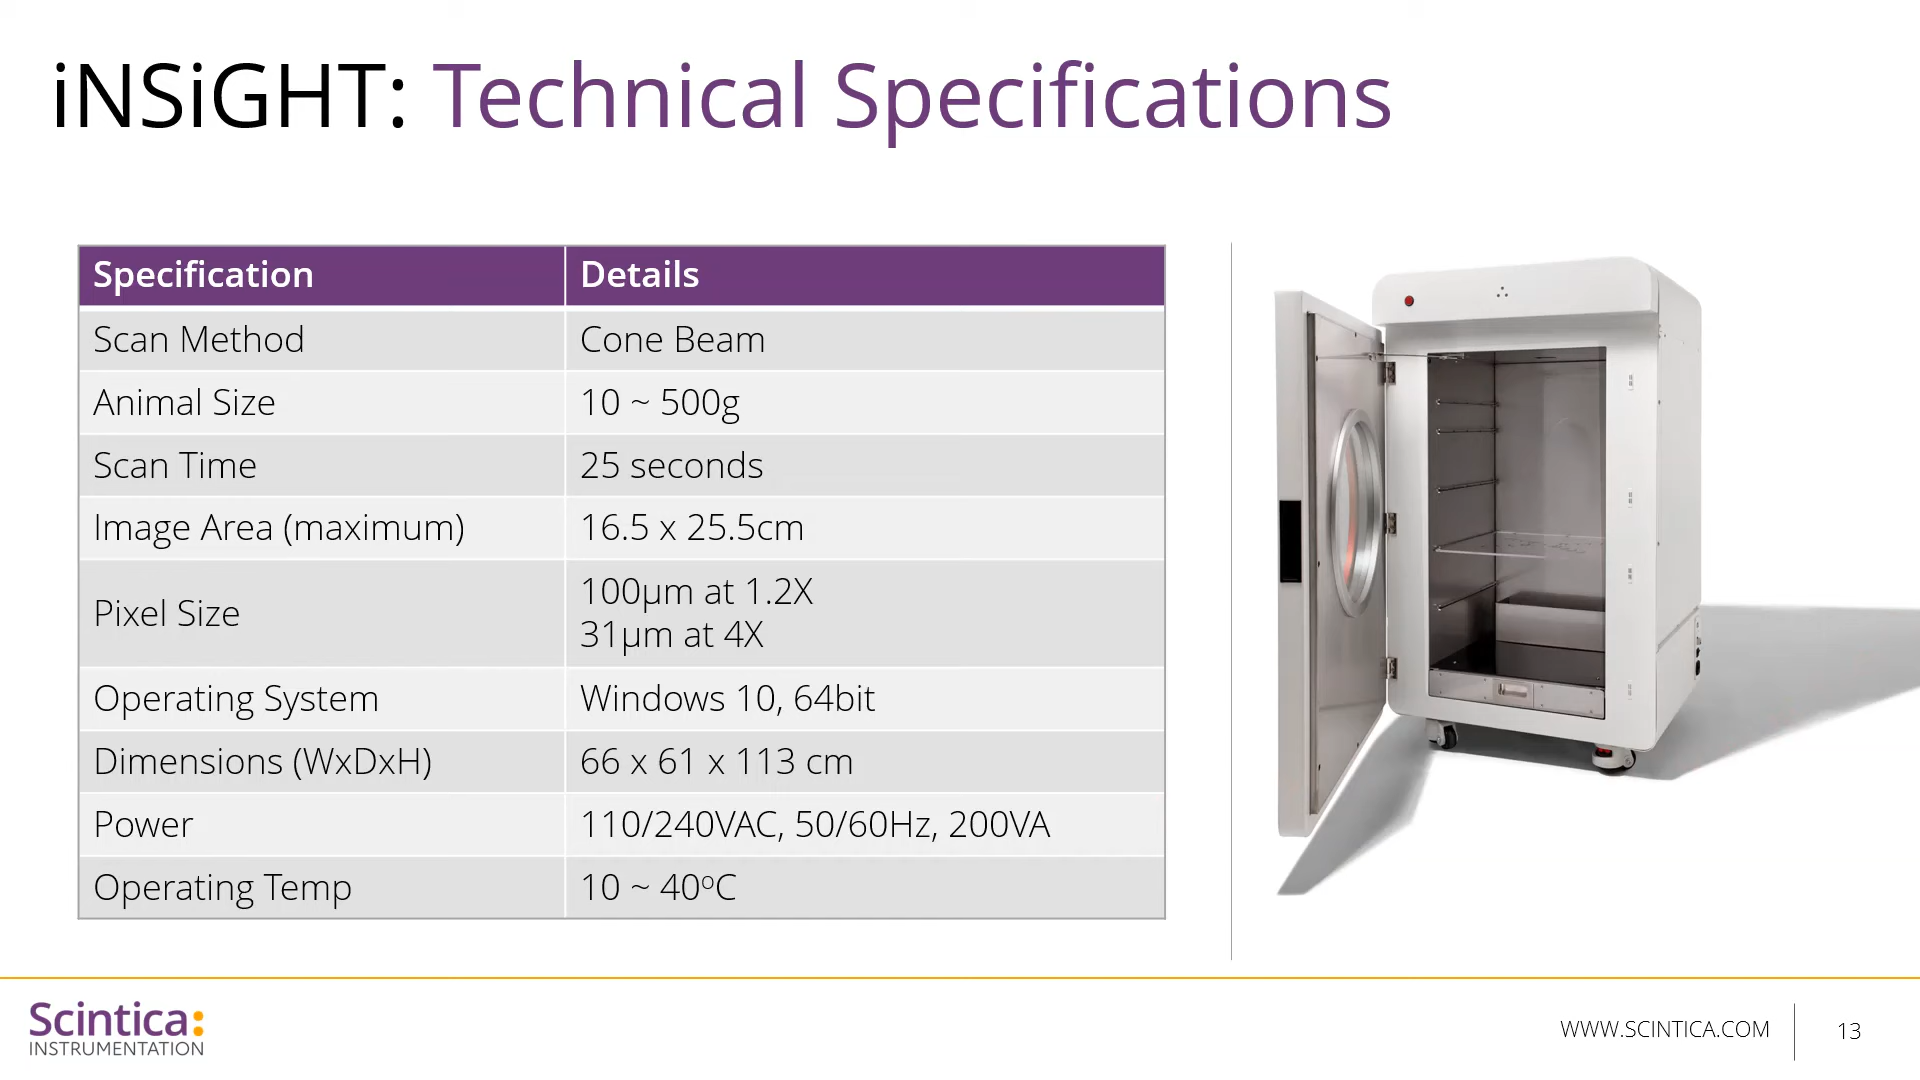 iNSiGHT: Technical Specifications
Specification Details
Scan Method Cone Beam
Animal Size 10 ~ 500g
Scan Time 25 seconds
Image Area (maximum) 16.5 x 25.5cm
Pixel Size 100µm at 1.2X
31µm at 4X
Operating System Windows 10, 64bit
Dimensions (WxDxH) 66 x 61 x 113 cm
Power 110/240VAC, 50/60Hz, 200VA
Operating Temp 10 ~ 40ºC
Scintica:
INSTRUMENTATION
WWW.SCINTICA.COM 13